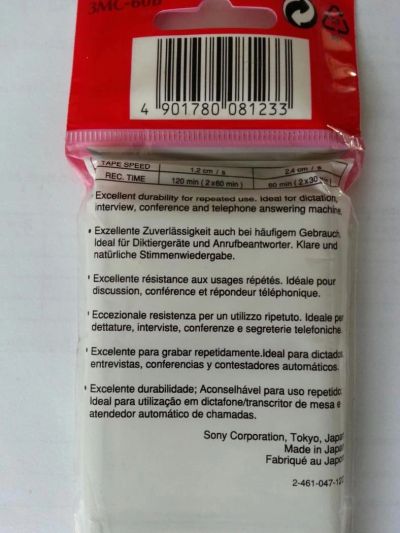 3MC-60B
4 901780 081233
TAPE SPEED 1.2 cm / s 2.4 cm / s
REC. TIME 120 min ( 2x60 min ) 60 min ( 2x30
Excellent durability for repeated use. Ideal for dictation,
interview, conference and telephone answering machine.
• Exzellente Zuverlässigkeit auch bei häufigem Gebrauch.
Ideal für Diktiergeräte und Anrufbeantworter. Klare und
natürliche Stimmenwiedergabe.
• Excellente résistance aux usages répétés. Idéale pour
discussion, conférence et répondeur téléphonique.
• Eccezionale resistenza per un utilizzo ripetuto. Ideale per
dettature, interviste, conferenze e segreterie telefoniche.
• Excelente para grabar repetidamente.Ideal para dictados,
entrevistas, conferencias y contestadores automáticos.
• Excelente durabilidade; Aconselhável para uso repetido.
Ideal para utilização em dictafone/transcritor de mesa e
atendedor automático de chamadas.
Sony Corporation, Tokyo, Japan
Made in Japan
Fabriqué au Japon
2-461-047-12